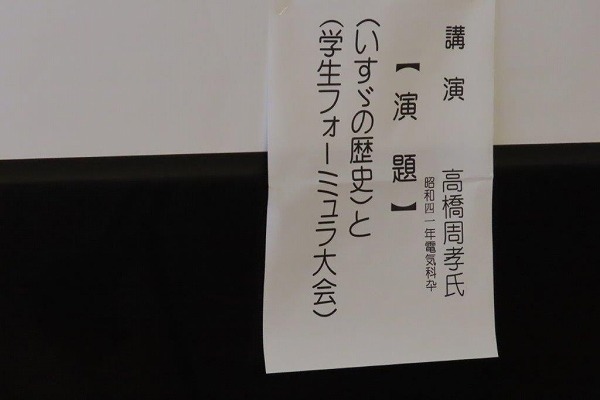 講演 高橋周孝氏
昭和四一年電気科卆
【演題】
(いすゞの歴史)と
(学生フォーミュラ大会)